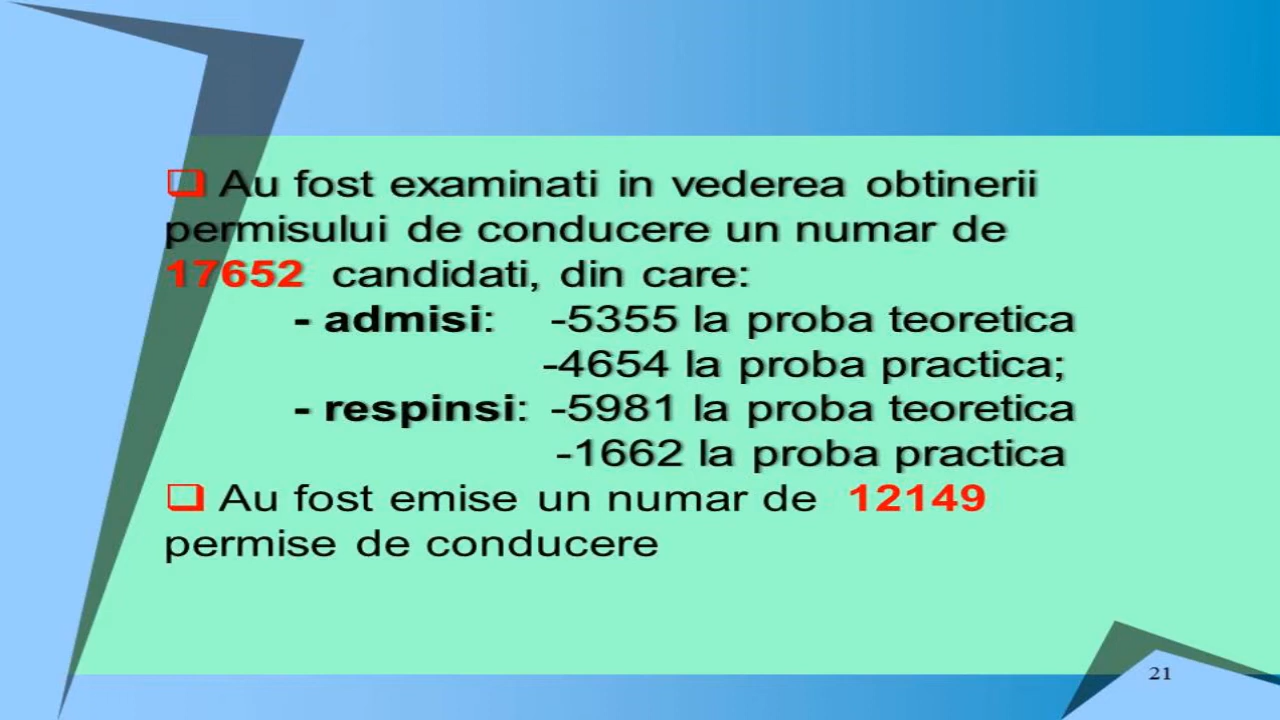 ❑ Au fost examinati in vederea obtinerii
permisului de conducere un numar de
17652 candidati, din care:
- admisi: -5355 la proba teoretica
-4654 la proba practica;
- respinsi: -5981 la proba teoretica
-1662 la proba practica
❑ Au fost emise un numar de 12149
permise de conducere
21